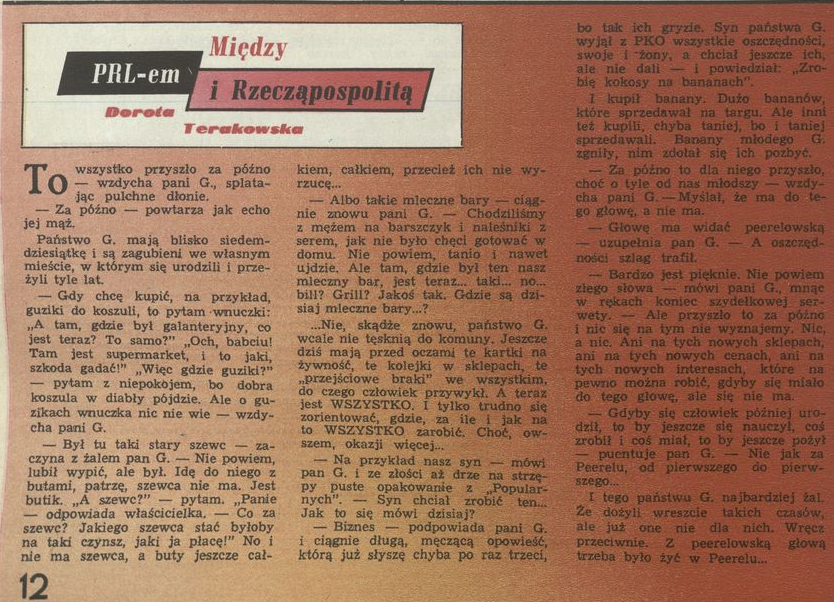 Między
PRL-em
i Rzecząpospolitą
Dorota
Terakowska
To wszystko przyszło za późno
— wzdycha pani G., splata-
jąc pulchne dłonie.
— Za późno — powtarza jak echo
jej mąż.
Państwo G. mają blisko siedem-
dziesiątkę i są zagubieni we własnym
mieście, w którym się urodzili i prze-
żyli tyle lat.
— Gdy chcę kupić, na przykład,
guziki do koszuli, to pytam wnuczki:
„A tam, gdzie był galanteryjny, co
jest teraz? To samo?” „Och, babciu!
Tam jest supermarket, i to jaki,
szkoda gadać!” „Więc gdzie guziki?”
— pytam z niepokojem, bo dobra
koszula w diabły pójdzie. Ale o gu-
zikach wnuczka nic nie wie — wzdy-
cha pani G.
— Był tu taki stary szewc — za-
czyna z żalem pan G. — Nie powiem,
lubił wypić, ale był. Idę do niego z
butami, patrzę, szewca nie ma. Jest
butik. „A szewc?” — pytam. „Panie
— odpowiada właścicielka. — Co za
szewc? Jakiego szewca stać byłoby
na taki czynsz, jaki ja płacę!” No i
nie ma szewca, a buty jeszcze cał-
kiem, całkiem, przecież ich nie wy-
rzucę...
— Albo takie mleczne bary — ciąg-
nie znowu pani G. — Chodziliśmy
z mężem na barszczyk i naleśniki z
serem, jak nie było chęci gotować w
domu. Nie powiem, tanio i nawet
ujdzie. Ale tam, gdzie był ten nasz
mleczny bar, jest teraz... taki... no...
bill? Grill? Jakoś tak. Gdzie są dzi-
siaj mleczne bary...?
...Nie, skądże znowu, państwo G.
wcale nie tęsknią do komuny. Jeszcze
dziś mają przed oczami te kartki na
żywność, te kolejki w sklepach, te
„przejściowe braki” we wszystkim,
do czego człowiek przywykł. A teraz
jest WSZYSTKO. I tylko trudno się
zorientować, gdzie, za ile i jak na
to WSZYSTKO zarobić. Choć, ow-
szem, okazji więcej...
— Na przykład nasz syn — mówi
pan G. i ze złości aż drze na strzę-
py puste opakowanie z „Popular-
nych”. — Syn chciał zrobić ten...
Jak to się mówi dzisiaj?
— Biznes — podpowiada pani G.
i ciągnie długą, męczącą opowieść,
którą już słyszę chyba po raz trzeci,
bo tak ich gryzie. Syn państwa G.
wyjął z PKO wszystkie oszczędności,
swoje i żony, a chciał jeszcze ich,
ale nie dali — i powiedział: „Zro-
bię kokosy na bananach”.
I kupił banany. Dużo bananów,
które sprzedawał na targu. Ale inni
też kupili, chyba taniej, bo i taniej
sprzedawali. Banany młodego G.
zgniły, nim zdołał się ich pozbyć.
— Za późno to dla niego przyszło,
choć o tyle od nas młodszy — wzdy-
cha pani G. — Myślał, że ma do te-
go głowę, a nie ma.
— Głowę ma widać peerelowską
— uzupełnia pan G. — A oszczęd-
ności szlag trafił.
— Bardzo jest pięknie. Nie powiem
złego słowa — mówi pani G., mnąc
w rękach koniec szydełkowej ser-
wety. — Ale przyszło to za późno
i nic się na tym nie wyznajemy. Nic,
a nic. Ani na tych nowych sklepach,
ani na tych nowych cenach, ani na
tych nowych interesach, które na
pewno można robić, gdyby się miało
do tego głowę, ale się nie ma.
— Gdyby się człowiek później uro-
dził, to by jeszcze się nauczył, coś
zrobił i coś miał, to by jeszcze pożył
— puentuje pan G. — Nie jak za
Peerelu, od pierwszego do pierw-
szego...
I tego państwu G. najbardziej żal.
Że dożyli wreszcie takich czasów,
ale już one nie dla nich. Wręcz
przeciwnie. Z peerelowską głową
trzeba było żyć w Peerelu...
12